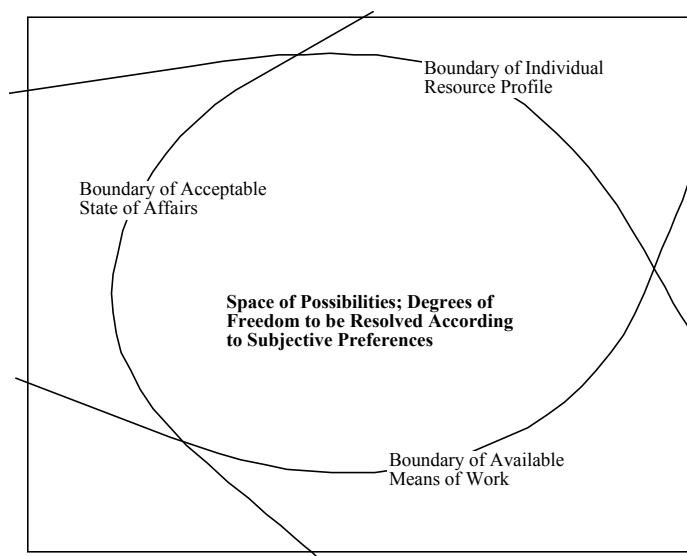 Boundary of Individual
Resource Profile
Boundary of Acceptable
State of Affairs
Space of Possibilities; Degrees of
Freedom to be Resolved According
to Subjective Preferences
Boundary of Available
Means of Work